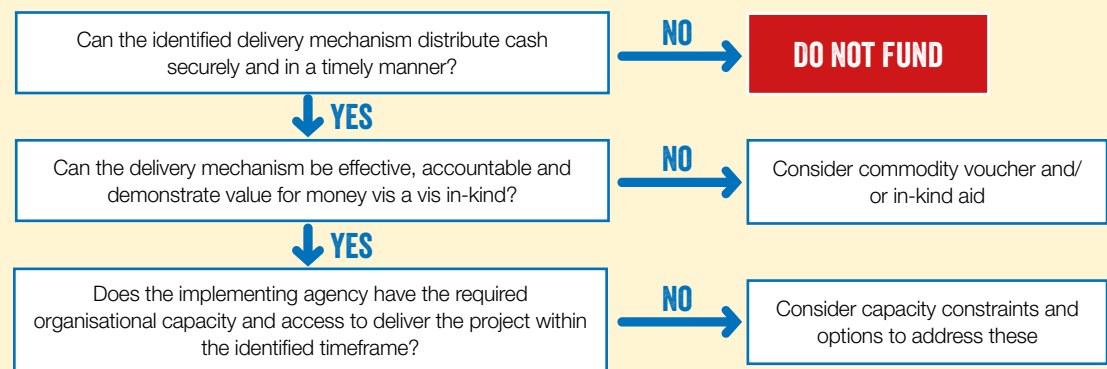 Can the identified delivery mechanism distribute cash
securely and in a timely manner?
NO
DO NOT FUND
YES
Can the delivery mechanism be effective, accountable and
demonstrate value for money vis a vis in-kind?
NO
Consider commodity voucher and/
or in-kind aid
YES
Does the implementing agency have the required
organisational capacity and access to deliver the project within
the identified timeframe?
NO
Consider capacity constraints and
options to address these